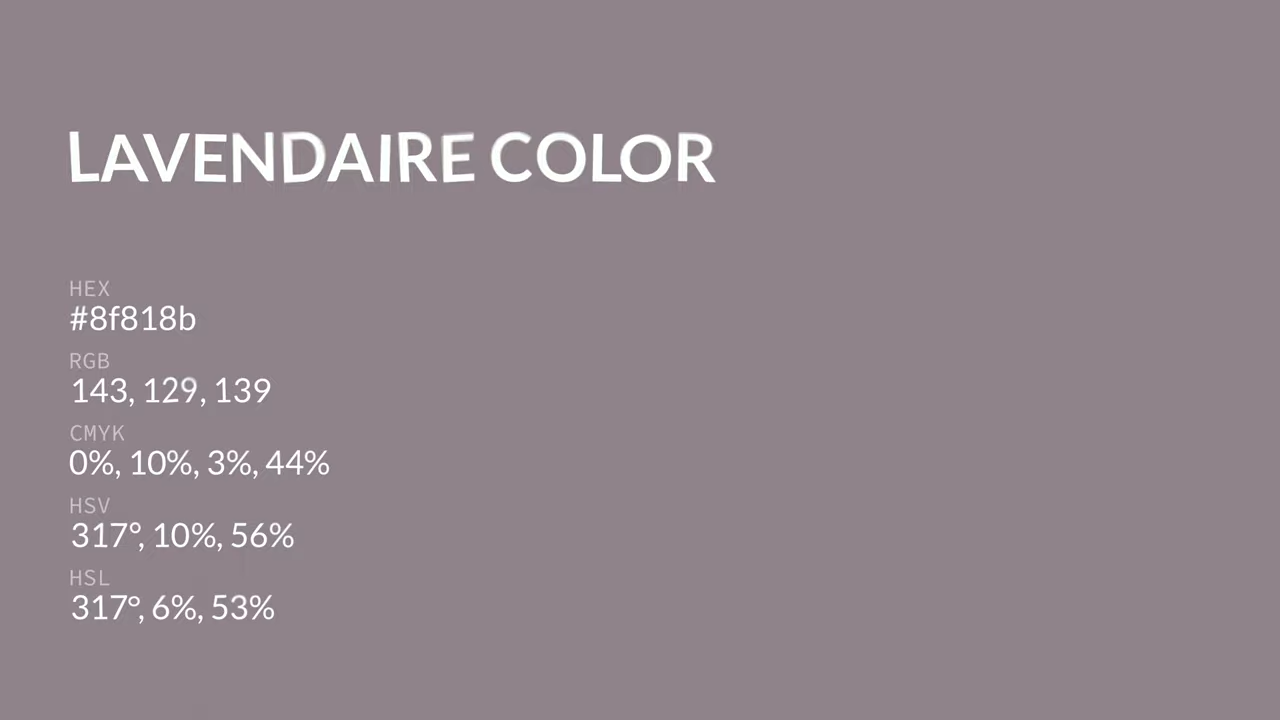 LAVENDAIRE COLOR
HEX
#8f818b
RGB
143, 129, 139
CMYK
0%, 10%, 3%, 44%
HSV
317°, 10%, 56%
HSL
317°, 6%, 53%